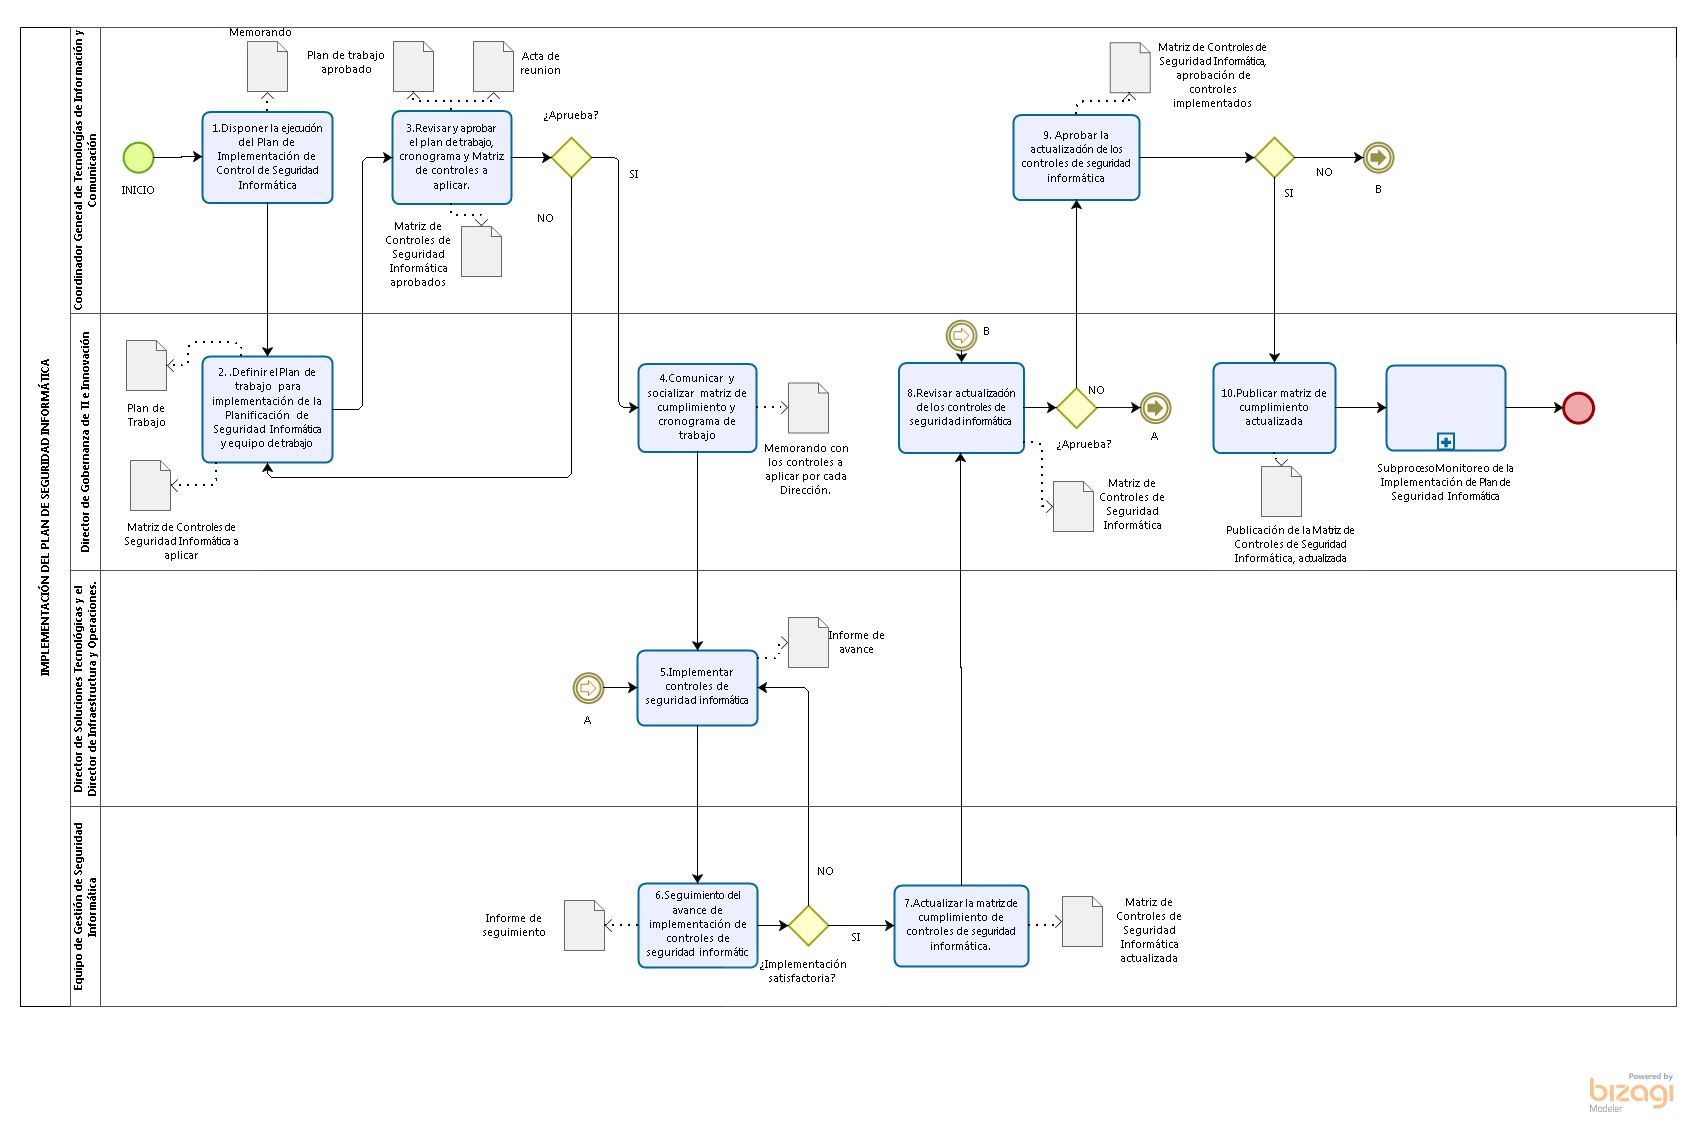 IMPLEMENTACIÓN DEL PLAN DE SEGURIDAD INFORMÁTICA
Coordinador General de Tecnologías de Información y
Comunicación
INICIO
Memorando
1.Disponer la ejecución
del Plan de
Implementación de
Control de Seguridad
Informática
Plan de trabajo
aprobado
Acta de
reunion
3.Revisar y aprobar
el plan de trabajo,
cronograma y Matriz
de controles a
aplicar.
¿Aprueba?
SI
NO
Matriz de
Controles de
Seguridad
Informática
aprobados
9. Aprobar la
actualización de los
controles de seguridad
informática
Matriz de Controles de
Seguridad Informática,
aprobación de
controles
implementados
NO
SI
B
Director de Gobernanza de TI e Innovación
Plan de
Trabajo
2. .Definir el Plan de
trabajo para
implementación de la
Planificación de
Seguridad Informática
y equipo de trabajo
Matriz de Controles de
Seguridad Informática a
aplicar
4.Comunicar y
socializar matriz de
cumplimiento y
cronograma de
trabajo
Memorando con
los controles a
aplicar por cada
Dirección.
B
8.Revisar actualización
de los controles de
seguridad informática
NO
¿Aprueba?
A
Matriz de
Controles de
Seguridad
Informática
10.Publicar matriz de
cumplimiento
actualizada
Publicación de la Matriz de
Controles de Seguridad
Informática, actualizada
Subproceso Monitoreo de la
Implementación de Plan de
Seguridad Informática
Director de Soluciones Tecnológicas y el
Director de Infraestructura y Operaciones.
A
5.Implementar
controles de
seguridad informática
Informe de
avance
Equipo de Gestión de Seguridad
Informática
Informe de
seguimiento
6.Seguimiento del
avance de
implementación de
controles de
seguridad informátic
NO
SI
¿Implementación
satisfactoria?
7.Actualizar la matriz de
cumplimiento de
controles de seguridad
informática.
Matriz de
Controles de
Seguridad
Informática
actualizada
Powered by
bizagi
Modeler